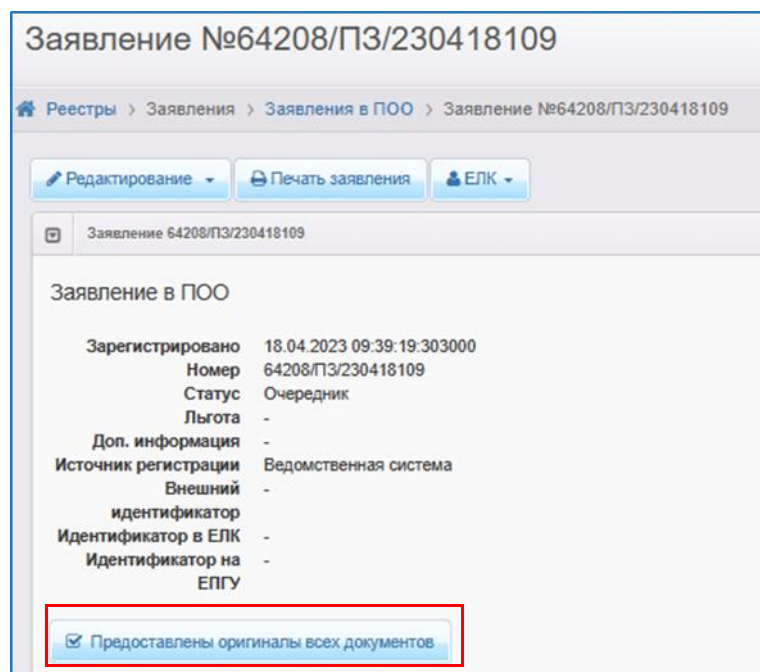 Заявление №64208/ПЗ/230418109
Реестры > Заявления > Заявления в ПОО > Заявление №64208/ПЗ/230418109
Редактирование Печать заявления ЕЛК
Заявление 64208/ПЗ/230418109
Заявление в ПОО
Зарегистрировано 18.04.2023 09:39:19:303000
Номер 64208/ПЗ/230418109
Статус Очередник
Льгота -
Доп. информация -
Источник регистрации Ведомственная система
Внешний -
идентификатор
Идентификатор в ЕЛК -
Идентификатор на -
ЕПГУ
Предоставлены оригиналы всех документов